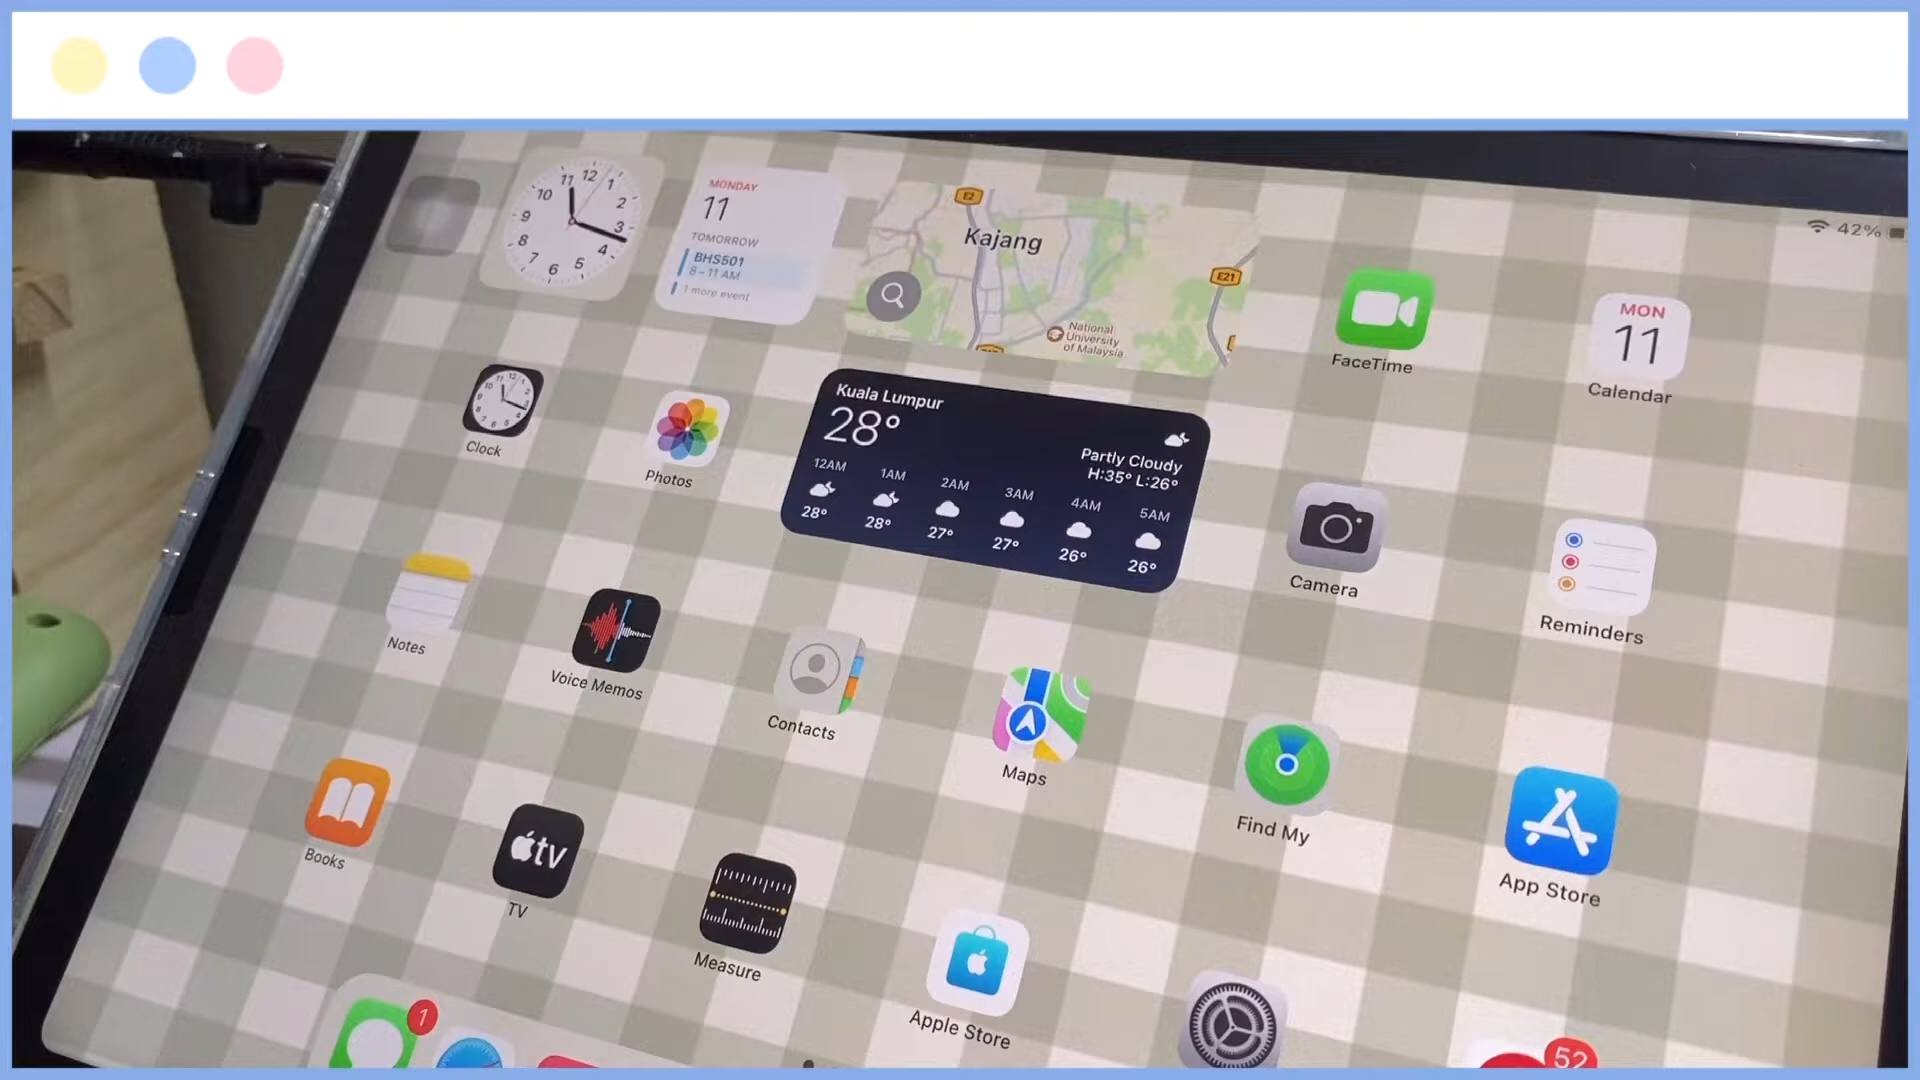 11 12 1
10 2
9 3
8 4
7 6 5
MONDAY
11
TOMORROW
BHS501
8–11 AM
1 more event
E2
Kajang
E21
National
University
of Malaysia
42%
FaceTime
MON
11
Calendar
Clock
Photos
Kuala Lumpur
28°
Partly Cloudy
H:35° L:26°
12AM 1AM 2AM 3AM 4AM 5AM
28° 28° 27° 27° 26° 26°
Camera
Reminders
Notes
Voice Memos
Contacts
Maps
Find My
App Store
Books
tv
TV
Measure
Apple Store
1
52